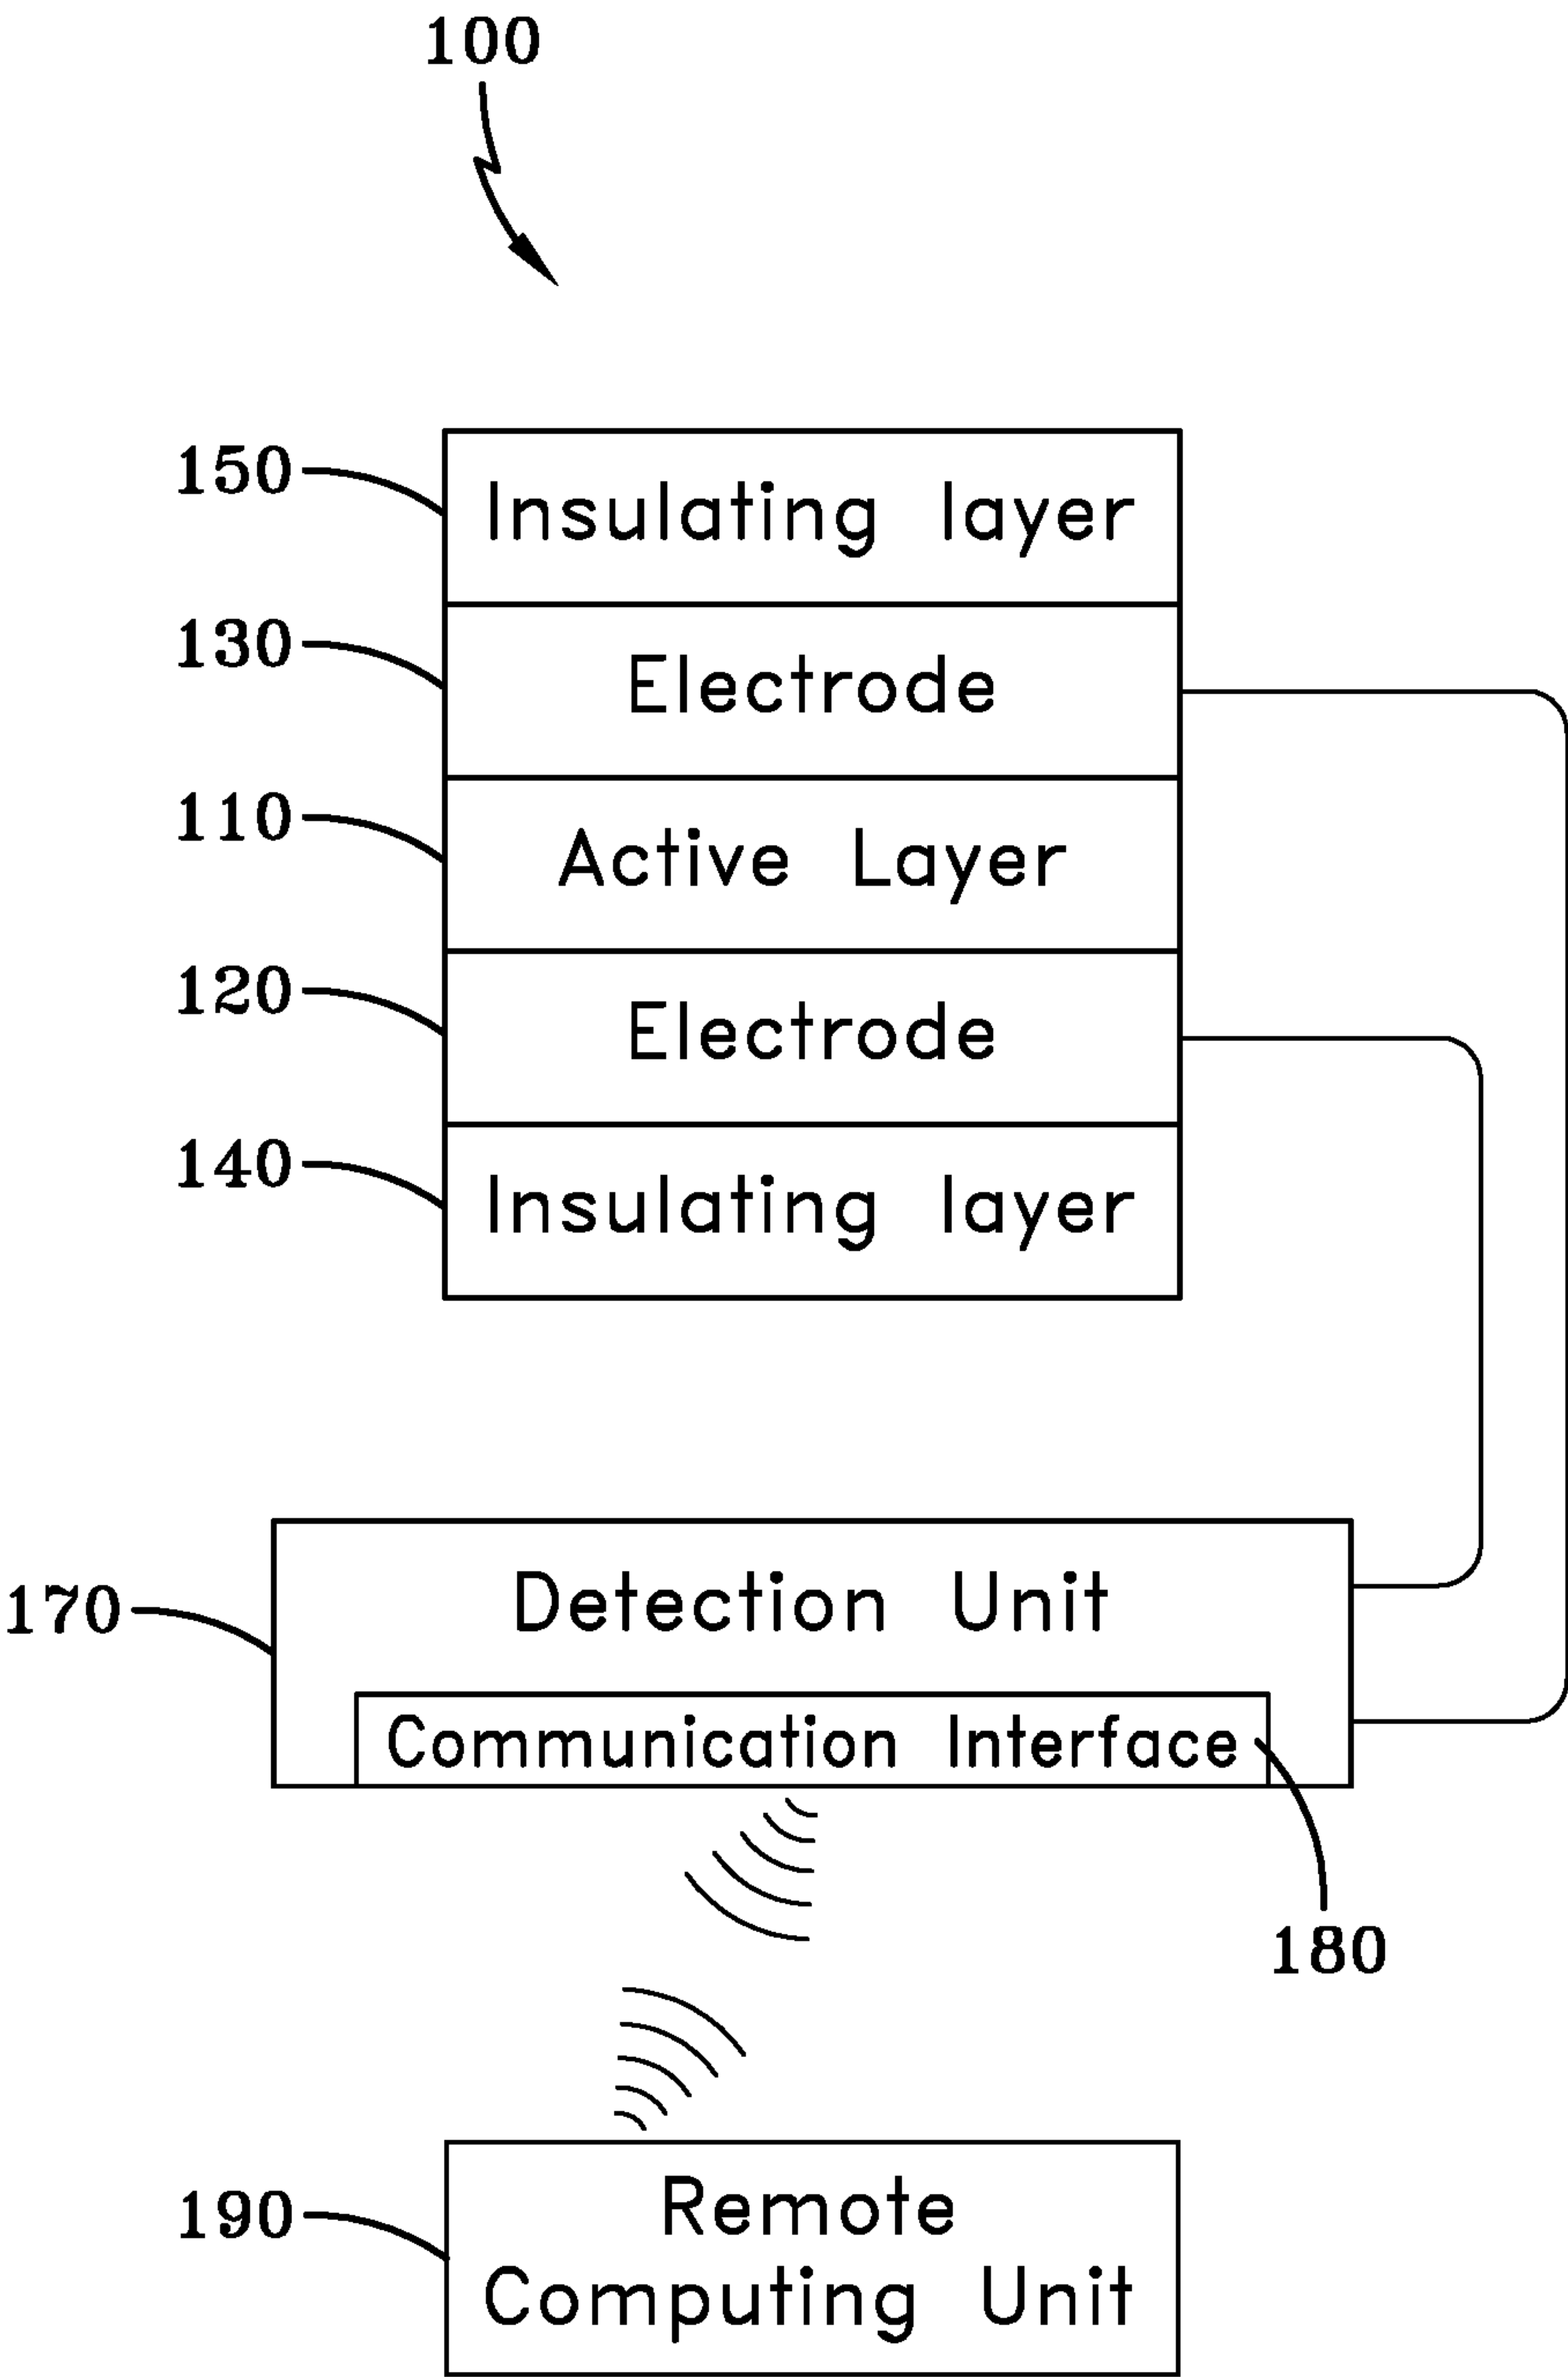 100
150 Insulating layer
130 Electrode
110 Active Layer
120 Electrode
140 Insulating layer
170 Detection Unit
Communication Interface
180
190 Remote
Computing Unit